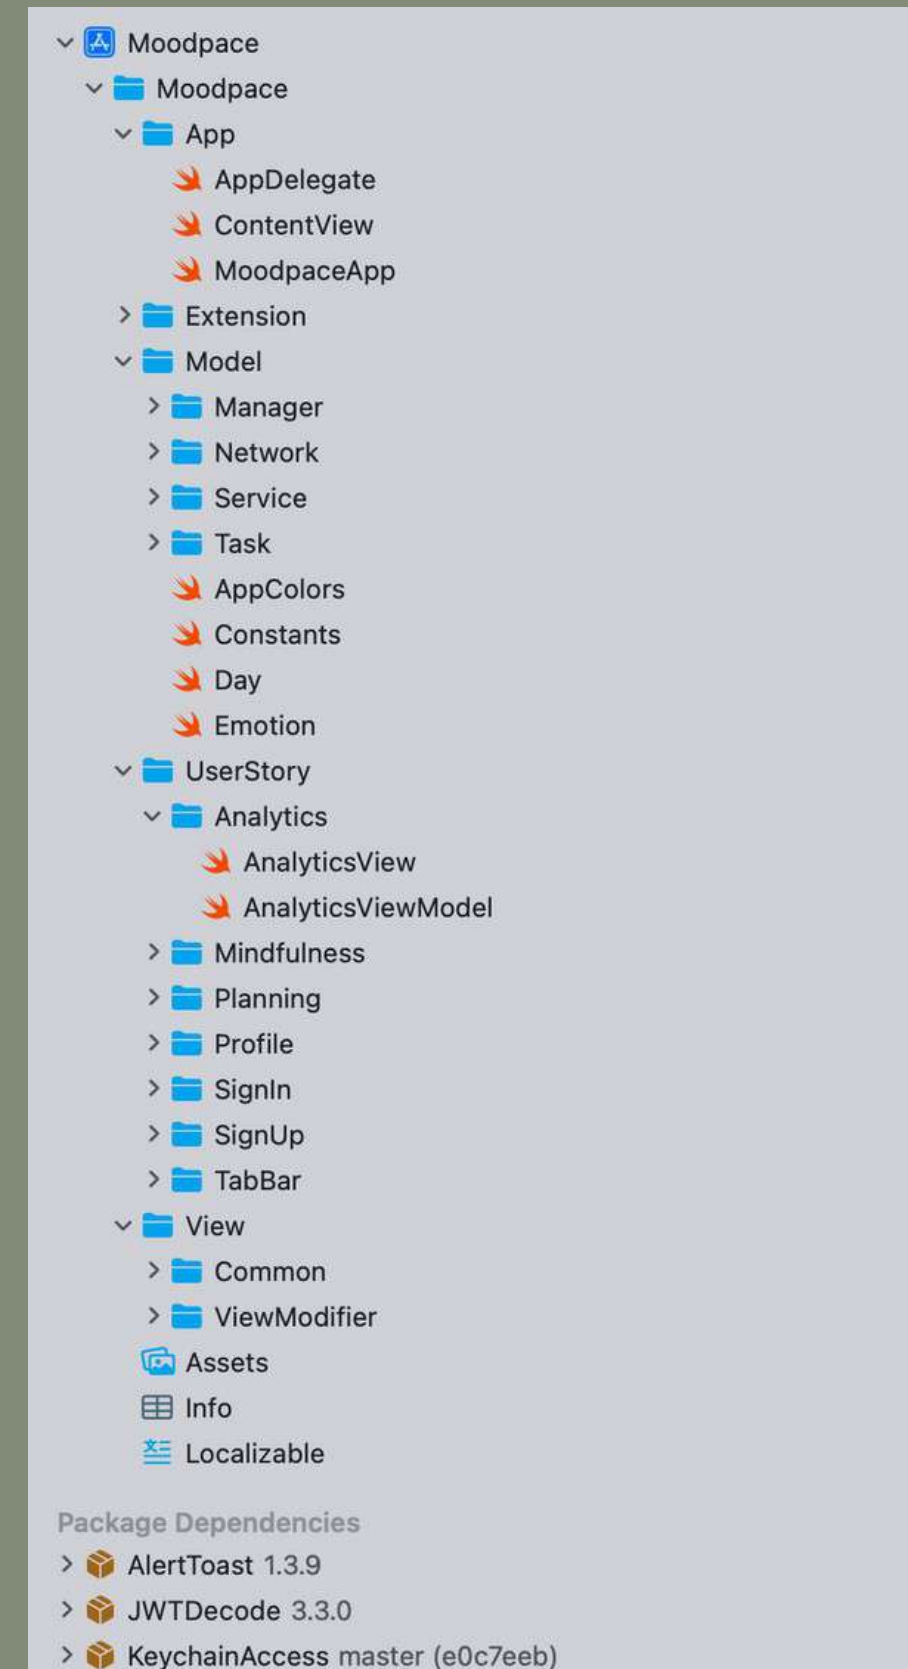 Moodpace
Moodpace
App
AppDelegate
ContentView
MoodpaceApp
Extension
Model
Manager
Network
Service
Task
AppColors
Constants
Day
Emotion
UserStory
Analytics
AnalyticsView
AnalyticsViewModel
Mindfulness
Planning
Profile
SignIn
SignUp
TabBar
View
Common
ViewModifier
Assets
Info
Localizable
Package Dependencies
AlertToast 1.3.9
JWTDecode 3.3.0
KeychainAccess master (e0c7eeb)